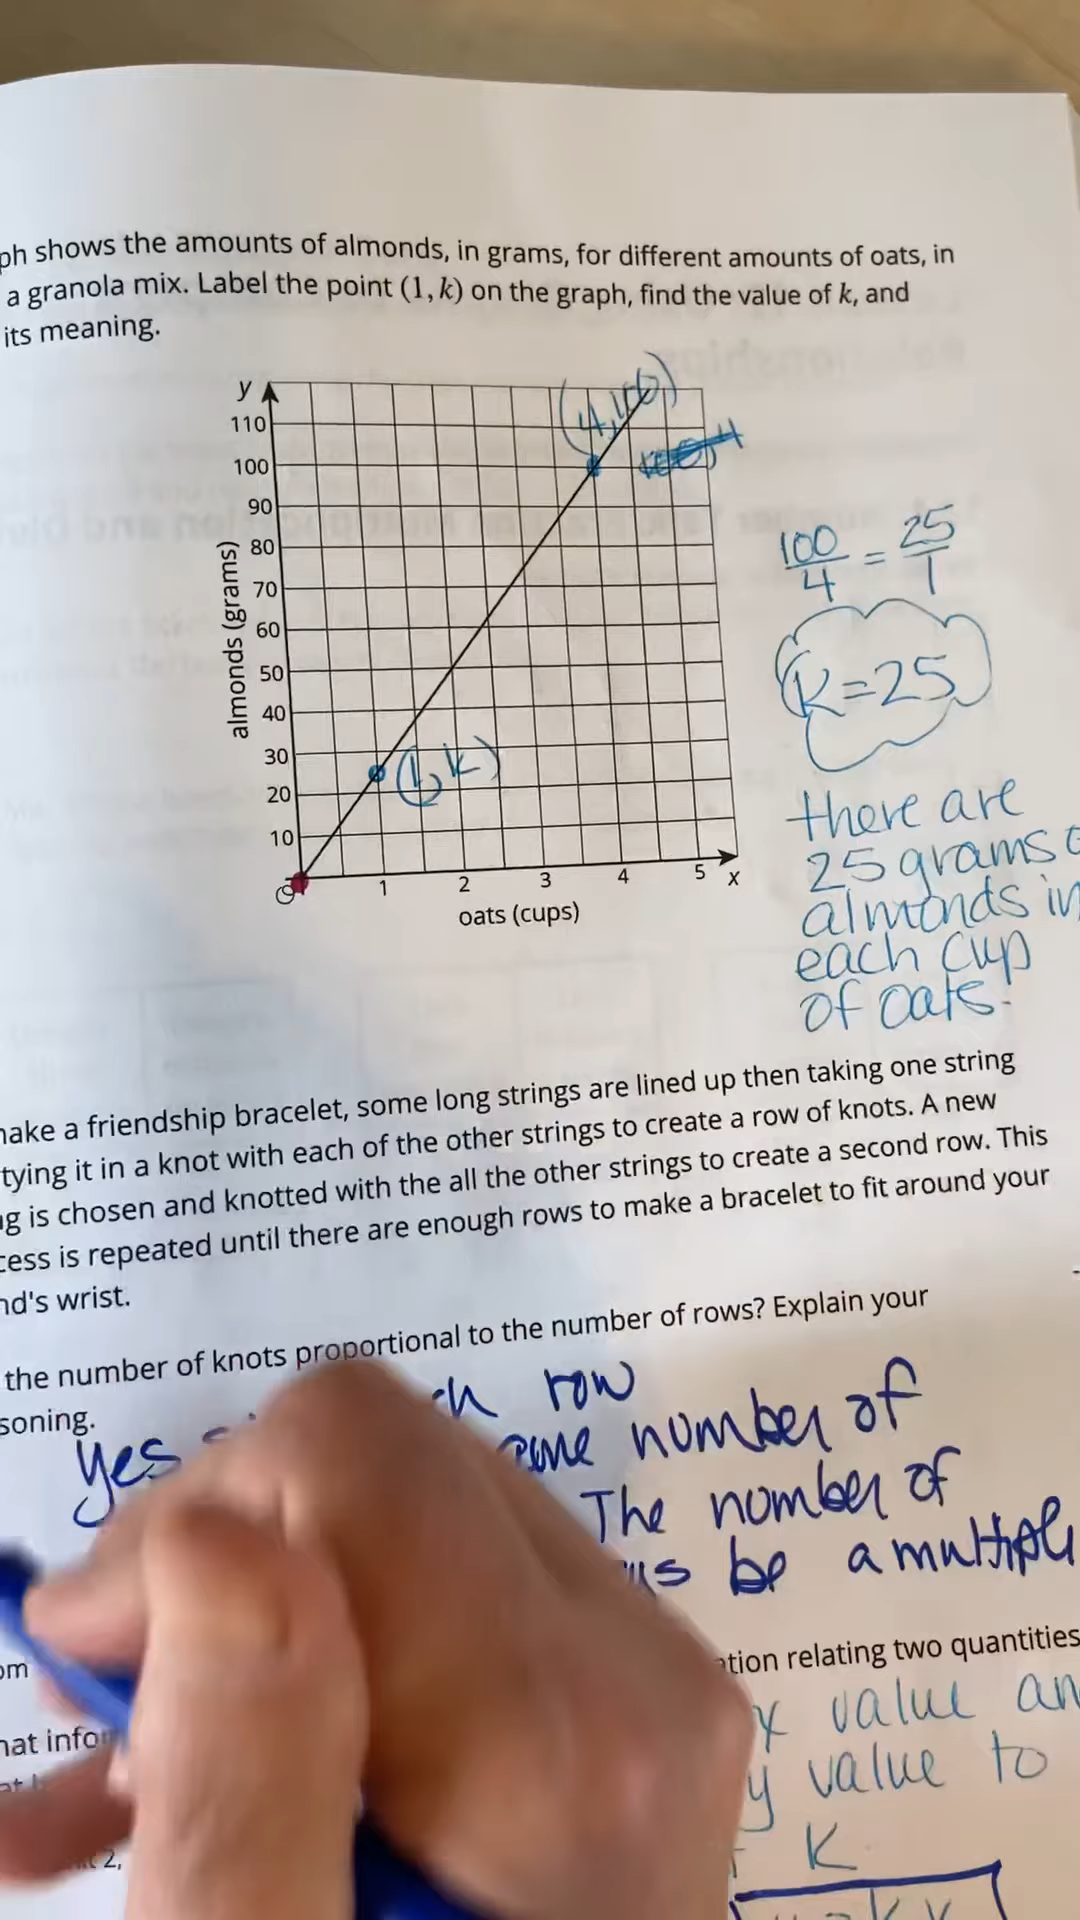 ph shows the amounts of almonds, in grams, for different amounts of oats, in
a granola mix. Label the point (1, k) on the graph, find the value of k, and
its meaning.
y
110
100
90
80
70
60
50
40
30
20
10
almonds (grams)
(4,100)
(1, k)
1 2 3 4 5 x
oats (cups)
100/4 = 25/1
K=25
there are
25 grams
almonds in
each cup
of oats.
make a friendship bracelet, some long strings are lined up then taking one string
tying it in a knot with each of the other strings to create a row of knots. A new
ng is chosen and knotted with the all the other strings to create a second row. This
cess is repeated until there are enough rows to make a bracelet to fit around your
nd's wrist.
the number of knots proportional to the number of rows? Explain your
soning.
yes row
number of
The number of
be a multiple
om
tion relating two quantities
x value an
hat info
y value to
K
2,